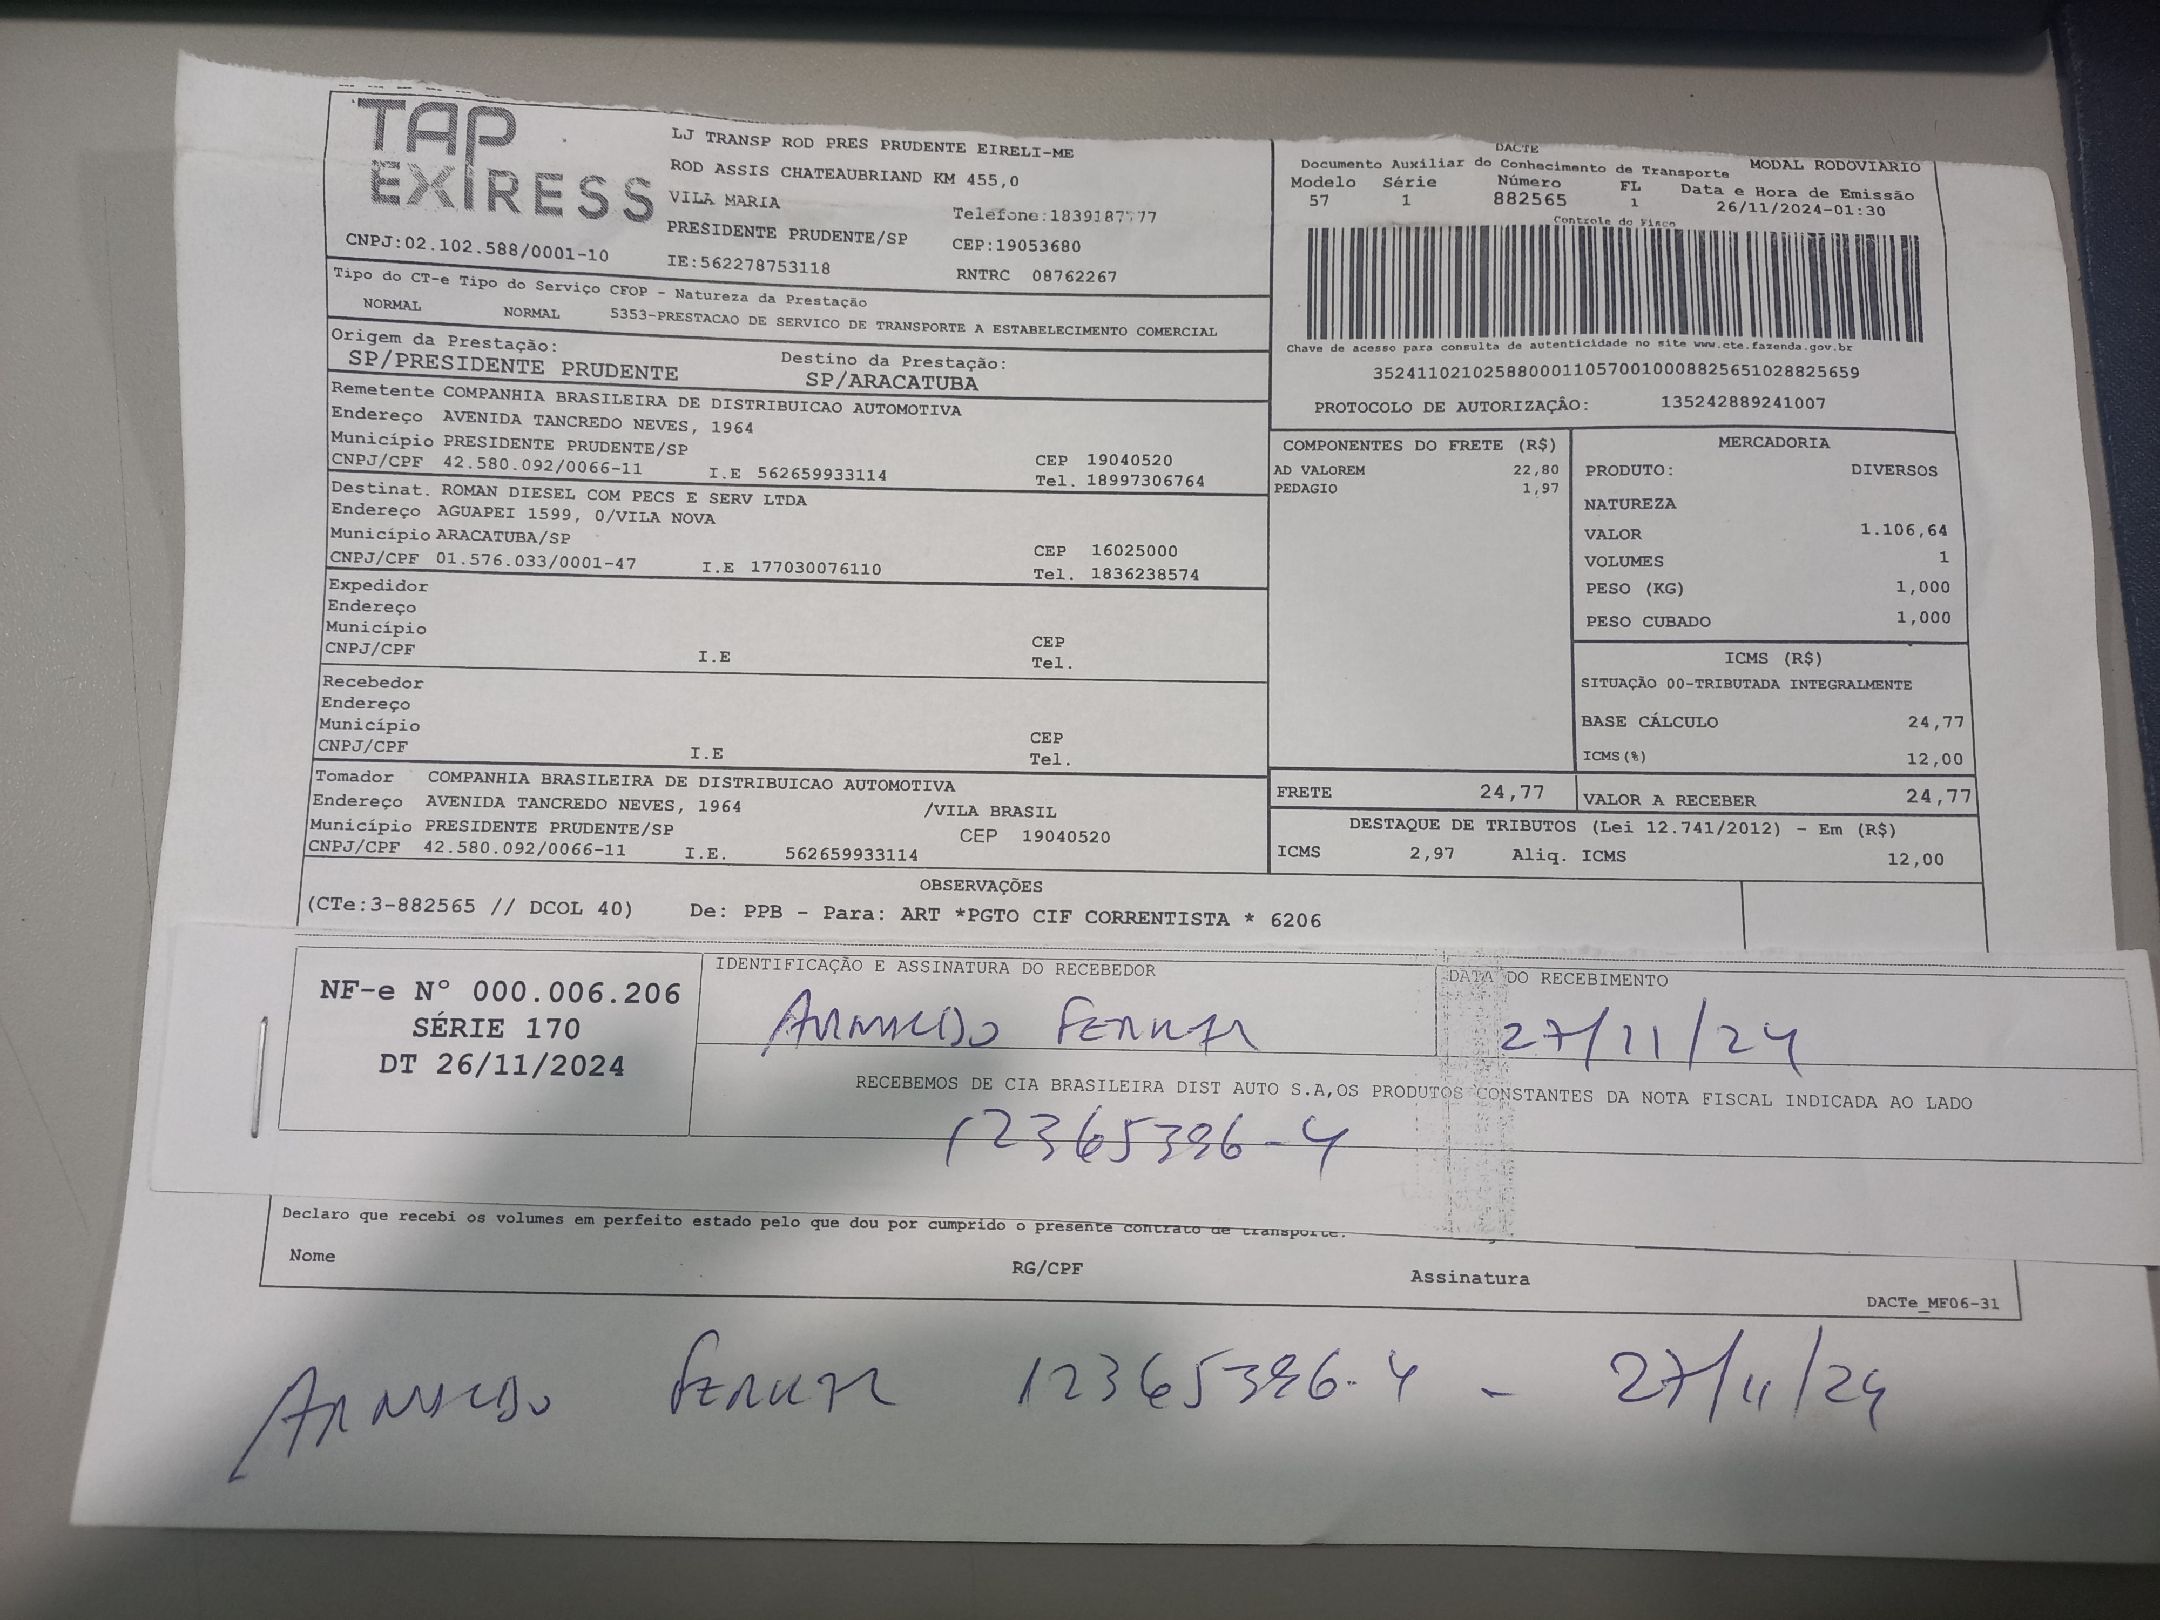 TAP
EXIRESS
CNPJ:02.102.588/0001-10
LJ TRANSP ROD PRES PRUDENTE EIRELI-ME
ROD ASSIS CHATEAUBRIAND KM 455,0
VILA MARIA
Telefone:1839187777
PRESIDENTE PRUDENTE/SP CEP:19053680
IE:562278753118 RNTRC 08762267
DACTE
Documento Auxiliar do Conhecimento de Transporte MODAL RODOVIARIO
Modelo Série Número FL Data e Hora de Emissão
57 1 882565 1 26/11/2024-01:30
Controle do Fisco
Chave de acesso para consulta de autenticidade no site www.cte.fazenda.gov.br
35241102102588000110570010008825651028825659
PROTOCOLO DE AUTORIZAÇÂO: 135242889241007
Tipo do CT-e Tipo do Serviço CFOP - Natureza da Prestação
NORMAL NORMAL 5353-PRESTACAO DE SERVICO DE TRANSPORTE A ESTABELECIMENTO COMERCIAL
Origem da Prestação: Destino da Prestação:
SP/PRESIDENTE PRUDENTE SP/ARACATUBA
Remetente COMPANHIA BRASILEIRA DE DISTRIBUICAO AUTOMOTIVA
Endereço AVENIDA TANCREDO NEVES, 1964
Município PRESIDENTE PRUDENTE/SP CEP 19040520
CNPJ/CPF 42.580.092/0066-11 I.E 562659933114 Tel. 18997306764
Destinat. ROMAN DIESEL COM PECS E SERV LTDA
Endereço AGUAPEI 1599, 0/VILA NOVA
Município ARACATUBA/SP CEP 16025000
CNPJ/CPF 01.576.033/0001-47 I.E 177030076110 Tel. 1836238574
Expedidor
Endereço
Município CEP
CNPJ/CPF I.E Tel.
Recebedor
Endereço
Município CEP
CNPJ/CPF I.E Tel.
Tomador COMPANHIA BRASILEIRA DE DISTRIBUICAO AUTOMOTIVA
Endereço AVENIDA TANCREDO NEVES, 1964 /VILA BRASIL
Município PRESIDENTE PRUDENTE/SP CEP 19040520
CNPJ/CPF 42.580.092/0066-11 I.E. 562659933114
COMPONENTES DO FRETE (R$)
AD VALOREM 22,80
PEDAGIO 1,97
MERCADORIA
PRODUTO: DIVERSOS
NATUREZA
VALOR 1.106,64
VOLUMES 1
PESO (KG) 1,000
PESO CUBADO 1,000
ICMS (R$)
SITUAÇÃO 00-TRIBUTADA INTEGRALMENTE
BASE CÁLCULO 24,77
ICMS(%) 12,00
FRETE 24,77 VALOR A RECEBER 24,77
DESTAQUE DE TRIBUTOS (Lei 12.741/2012) - Em (R$)
ICMS 2,97 Aliq. ICMS 12,00
OBSERVAÇÕES
(CTe:3-882565 // DCOL 40) De: PPB - Para: ART *PGTO CIF CORRENTISTA * 6206
NF-e Nº 000.006.206
SÉRIE 170
DT 26/11/2024
IDENTIFICAÇÃO E ASSINATURA DO RECEBEDOR
DATA DO RECEBIMENTO
27/11/24
RECEBEMOS DE CIA BRASILEIRA DIST AUTO S.A,OS PRODUTOS CONSTANTES DA NOTA FISCAL INDICADA AO LADO
12365396-4
Declaro que recebi os volumes em perfeito estado pelo que dou por cumprido o presente contrato de transporte.
Nome RG/CPF Assinatura
DACTe_MF06-31
12365396-4 - 27/11/24